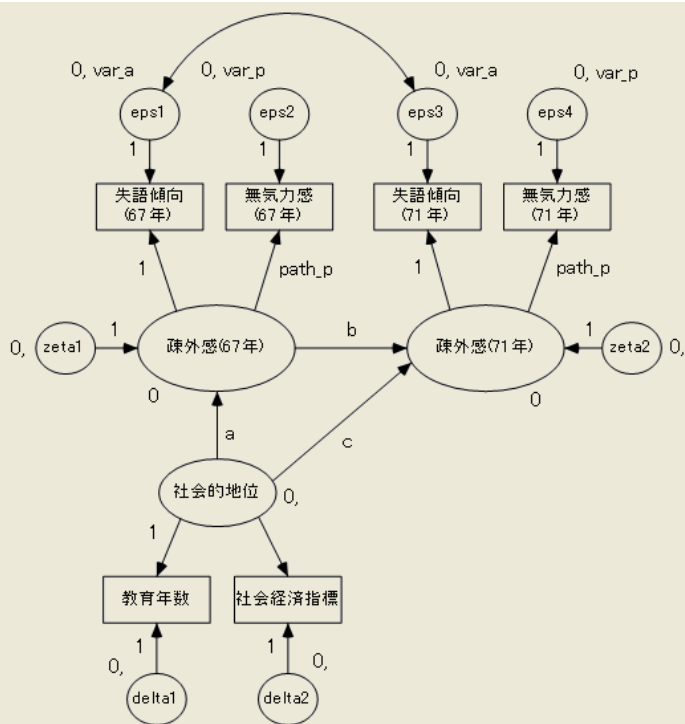 0, var_a
0, var_p
0, var_a
0, var_p
eps1
eps2
eps3
eps4
1
1
1
1
失語傾向
(67年)
無気力感
(67年)
失語傾向
(71年)
無気力感
(71年)
1
path_p
1
path_p
0,
zeta1
1
疎外感(67年)
b
疎外感(71年)
1
zeta2
0,
0
0
a
c
社会的地位
0,
1
教育年数
社会経済指標
1
1
0,
0,
delta1
delta2